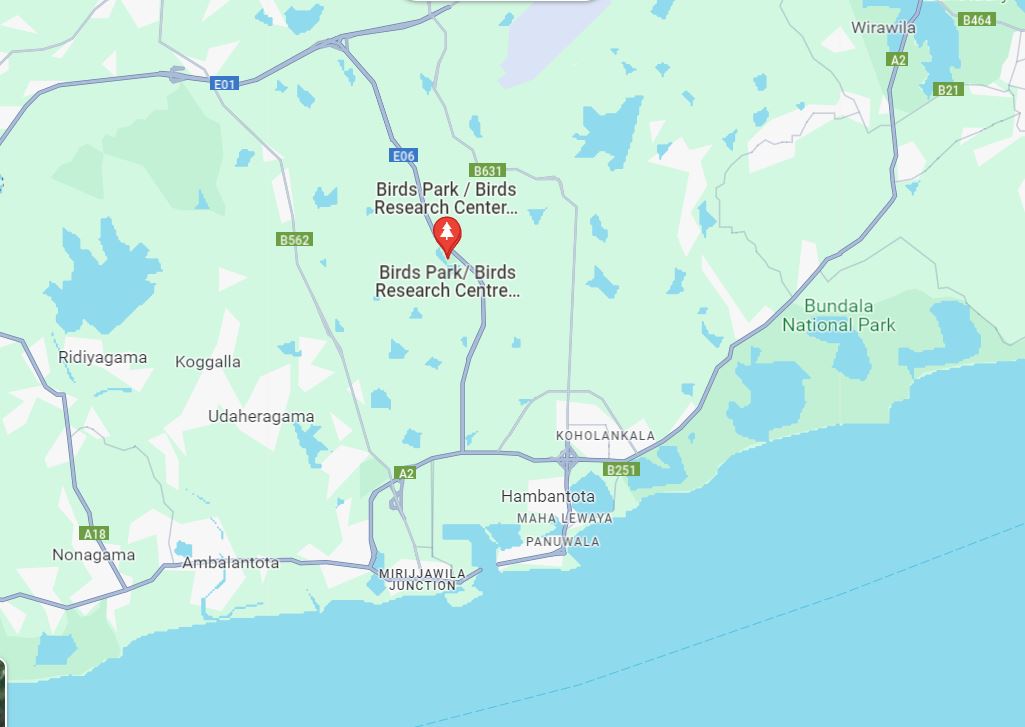 B464
Wirawila
A2
E01
B21
E06
B631
Birds Park / Birds
Research Center...
B562
Birds Park/ Birds
Research Centre...
Bundala
National Park
Ridiyagama
Koggalla
Udaheragama
KOHOLANKALA
A2
B251
Hambantota
MAHA LEWAYA
A18
PANUWALA
Nonagama
Ambalantota
MIRIJJAWILA
JUNCTION